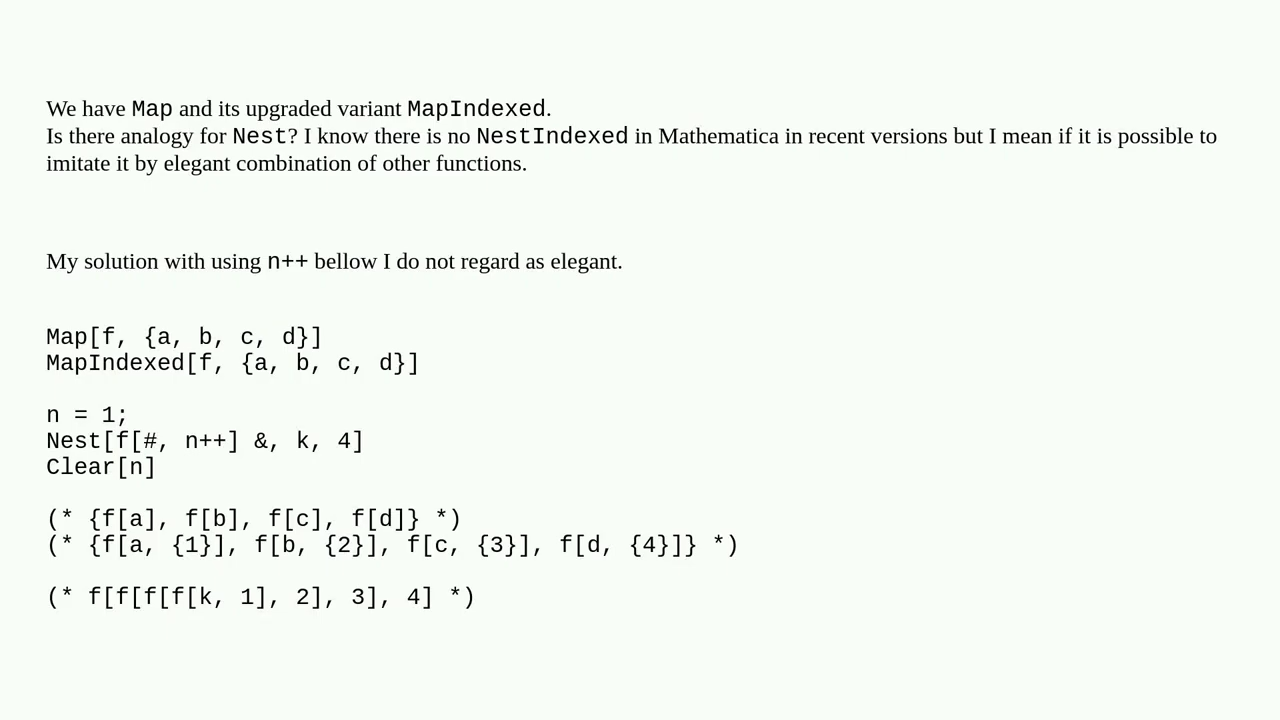 We have Map and its upgraded variant MapIndexed.
Is there analogy for Nest? I know there is no NestIndexed in Mathematica in recent versions but I mean if it is possible to
imitate it by elegant combination of other functions.
My solution with using n++ bellow I do not regard as elegant.
Map[f, {a, b, c, d}]
MapIndexed[f, {a, b, c, d}]
n = 1;
Nest[f[#, n++] &, k, 4]
Clear[n]
(* {f[a], f[b], f[c], f[d]} *)
(* {f[a, {1}], f[b, {2}], f[c, {3}], f[d, {4}]} *)
(* f[f[f[f[k, 1], 2], 3], 4] *)